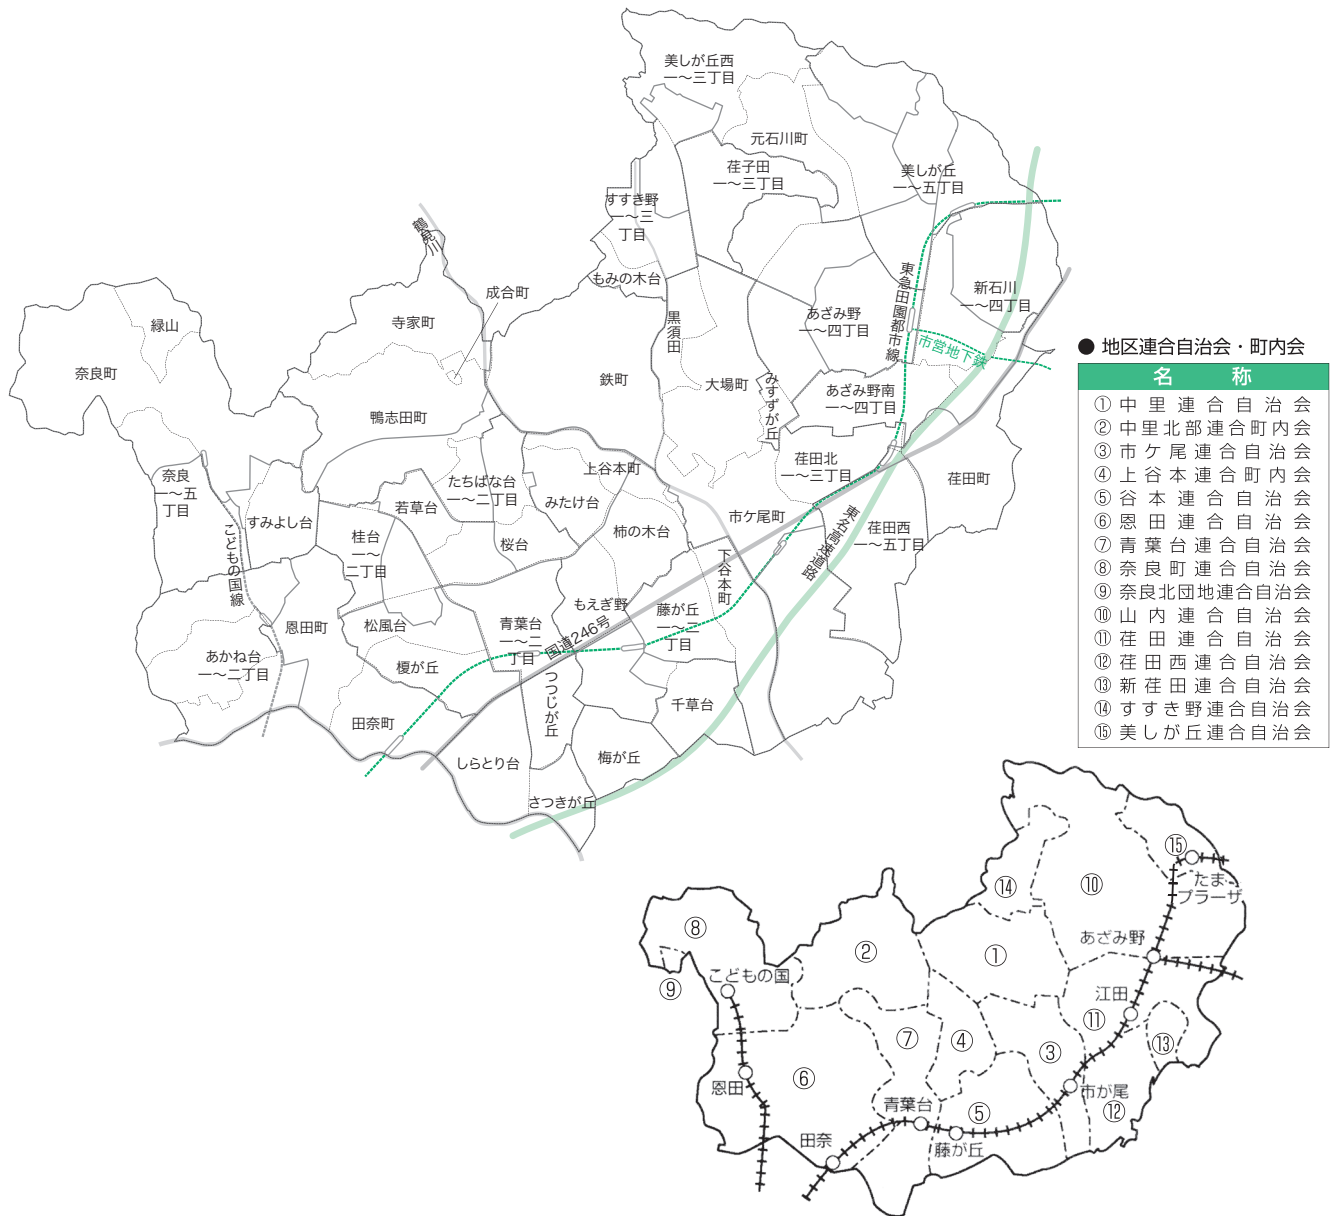 美しが丘西
一〜三丁目
元石川町
荏子田
一〜三丁目
美しが丘
一〜五丁目
すすき野
一〜三
丁目
鶴見川
もみの木台
成合町
東急田園都市線
新石川
一〜四丁目
緑山
寺家町
黒須田
あざみ野
一〜四丁目
市営地下鉄
奈良町
鉄町
大場町
みすずが丘
あざみ野南
一〜四丁目
鴨志田町
奈良
一〜五
丁目
たちばな台
一〜二丁目
上谷本町
荏田北
一〜三丁目
荏田町
若草台
みたけ台
すみよし台
桂台
一〜
二丁目
桜台
柿の木台
市ケ尾町
東名高速道路
荏田西
一〜五丁目
こどもの国線
下谷本町
恩田町
松風台
青葉台
一〜二
丁目
もえぎ野
国道246号
藤が丘
一〜二
丁目
あかね台
一〜二丁目
榎が丘
つつじが丘
千草台
田奈町
しらとり台
梅が丘
さつきが丘
● 地区連合自治会・町内会
名 称
① 中里連合自治会
② 中里北部連合町内会
③ 市ケ尾連合自治会
④ 上谷本連合町内会
⑤ 谷本連合自治会
⑥ 恩田連合自治会
⑦ 青葉台連合自治会
⑧ 奈良町連合自治会
⑨ 奈良北団地連合自治会
⑩ 山内連合自治会
⑪ 荏田連合自治会
⑫ 荏田西連合自治会
⑬ 新荏田連合自治会
⑭ すすき野連合自治会
⑮ 美しが丘連合自治会
⑮
たま
プラーザ
⑭
⑩
⑧
②
①
あざみ野
こどもの国
⑨
江田
⑪
⑦
④
③
⑬
⑥
恩田
市が尾
⑫
青葉台
⑤
田奈
藤が丘